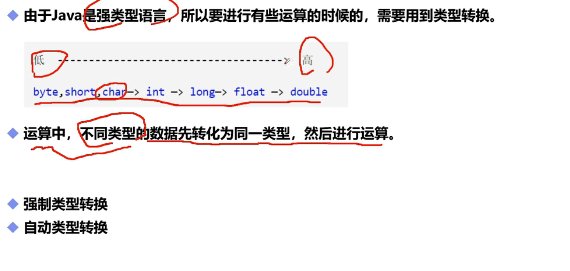 由于Java是强类型语言，所以要进行有些运算的时候的，需要用到类型转换。
低 ------------------------------------------------> 高
byte,short,char—> int —> long—> float —> double
运算中，不同类型的数据先转化为同一类型，然后进行运算。
强制类型转换
自动类型转换